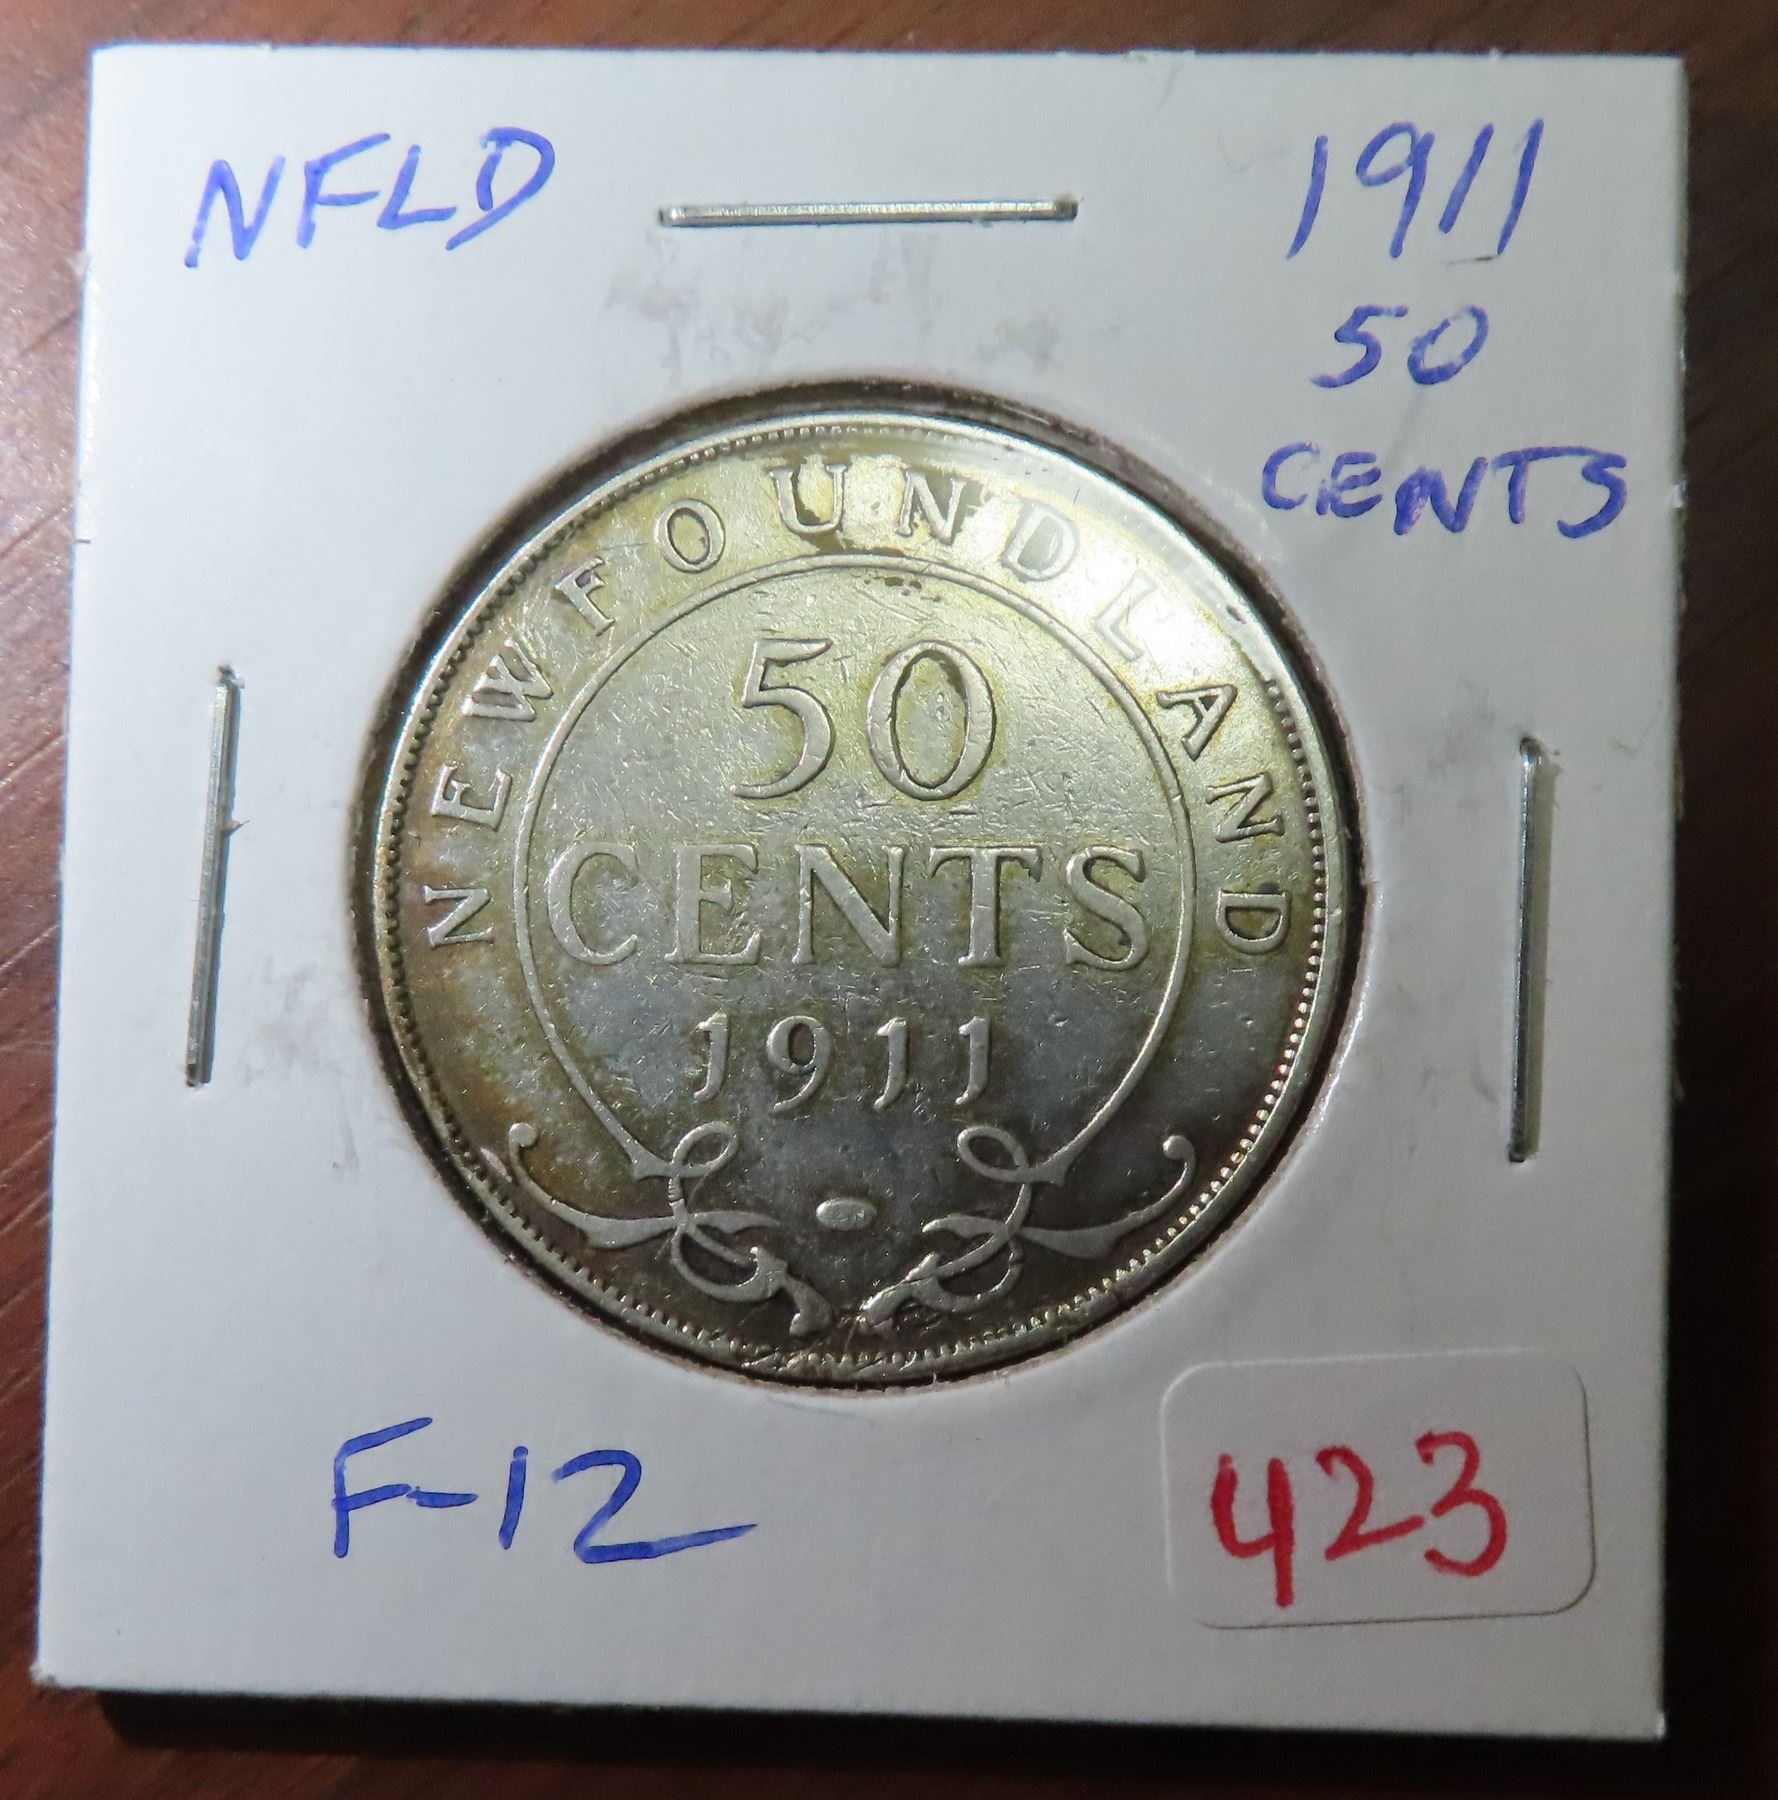 NFLD
1911
50
CENTS
NEWFOUNDLAND
50
CENTS
1911
F-12
423